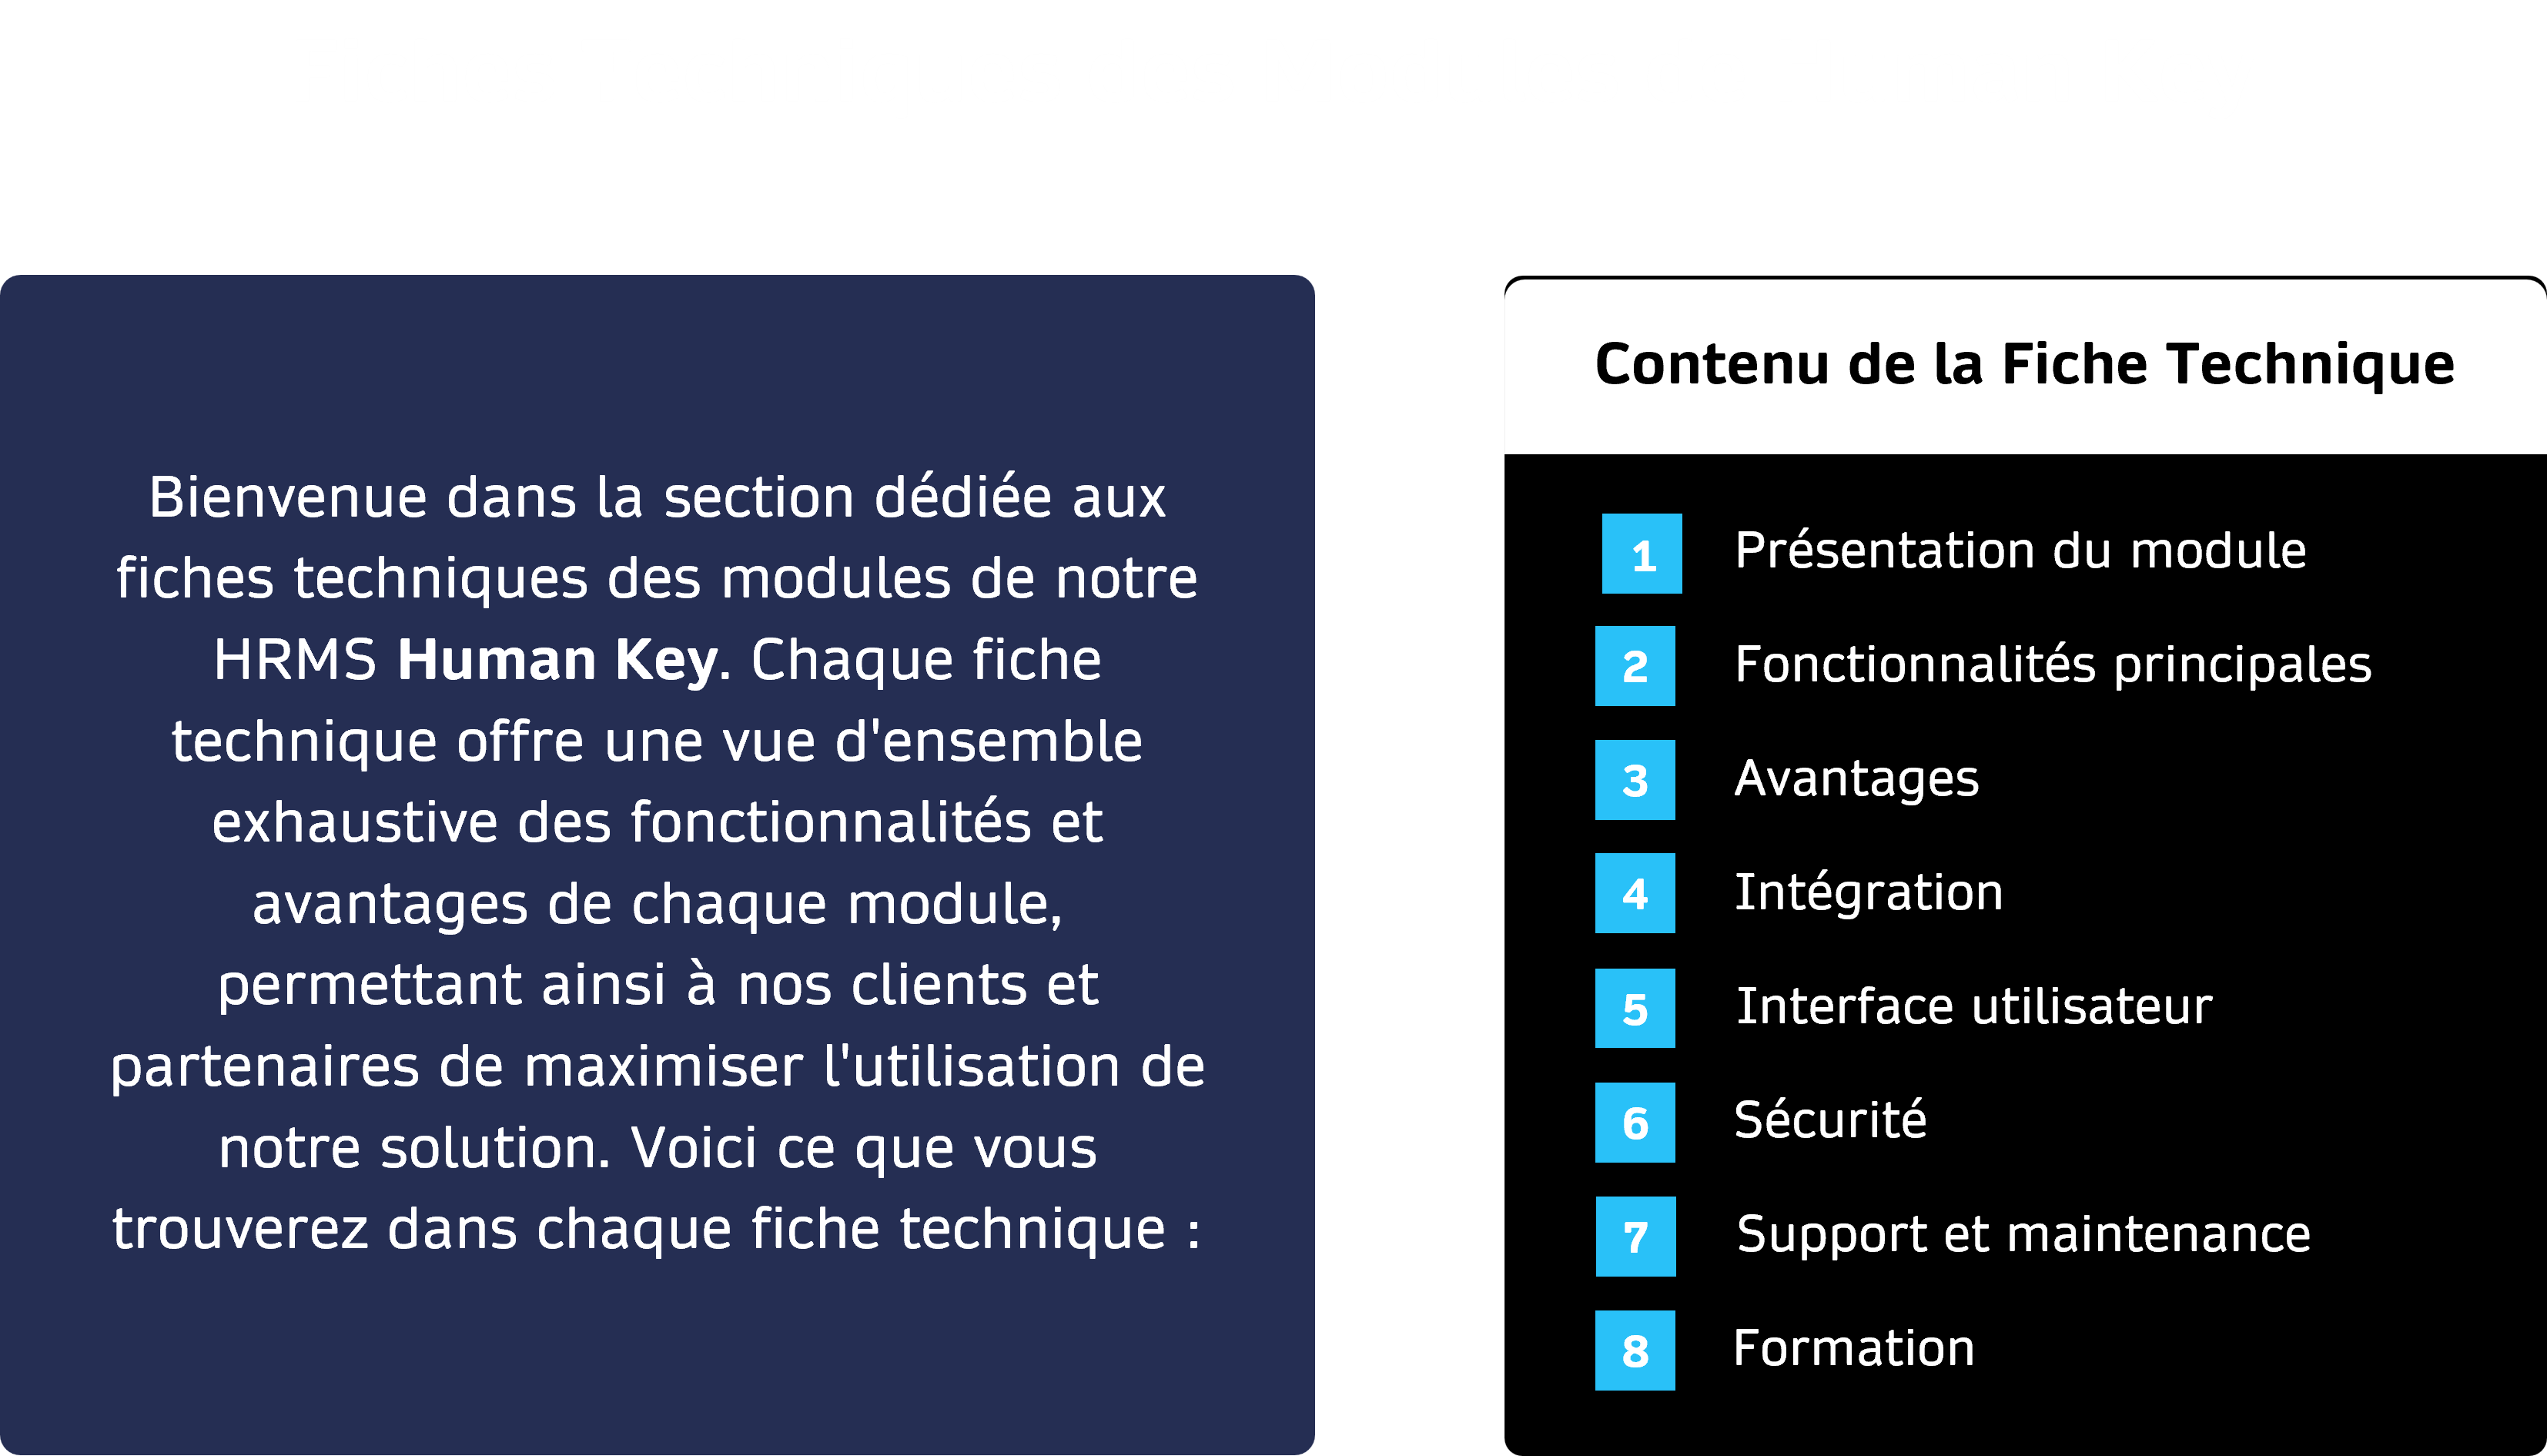 Bienvenue dans la section dédiée aux
fiches techniques des modules de notre
HRMS Human Key. Chaque fiche
technique offre une vue d'ensemble
exhaustive des fonctionnalités et
avantages de chaque module,
permettant ainsi à nos clients et
partenaires de maximiser l'utilisation de
notre solution. Voici ce que vous
trouverez dans chaque fiche technique :
Contenu de la Fiche Technique
1 Présentation du module
2 Fonctionnalités principales
3 Avantages
4 Intégration
5 Interface utilisateur
6 Sécurité
7 Support et maintenance
8 Formation